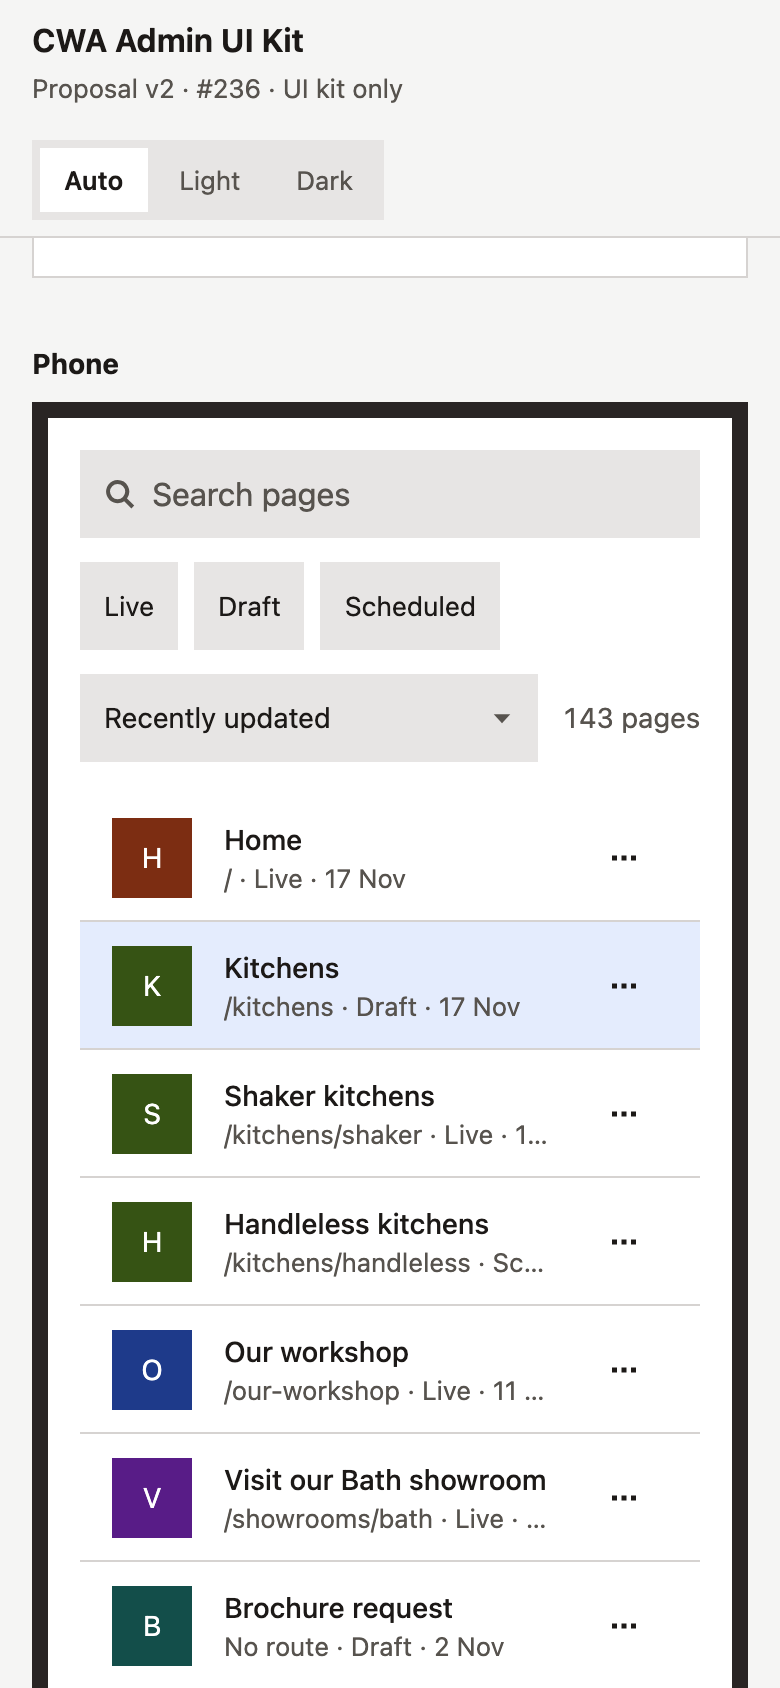 CWA Admin UI Kit
Proposal v2 · #236 · UI kit only
Auto Light Dark
Phone
Search pages
Live Draft Scheduled
Recently updated 143 pages
H Home
/ · Live · 17 Nov
K Kitchens
/kitchens · Draft · 17 Nov
S Shaker kitchens
/kitchens/shaker · Live · 1...
H Handleless kitchens
/kitchens/handleless · Sc...
O Our workshop
/our-workshop · Live · 11 ...
V Visit our Bath showroom
/showrooms/bath · Live · ...
B Brochure request
No route · Draft · 2 Nov